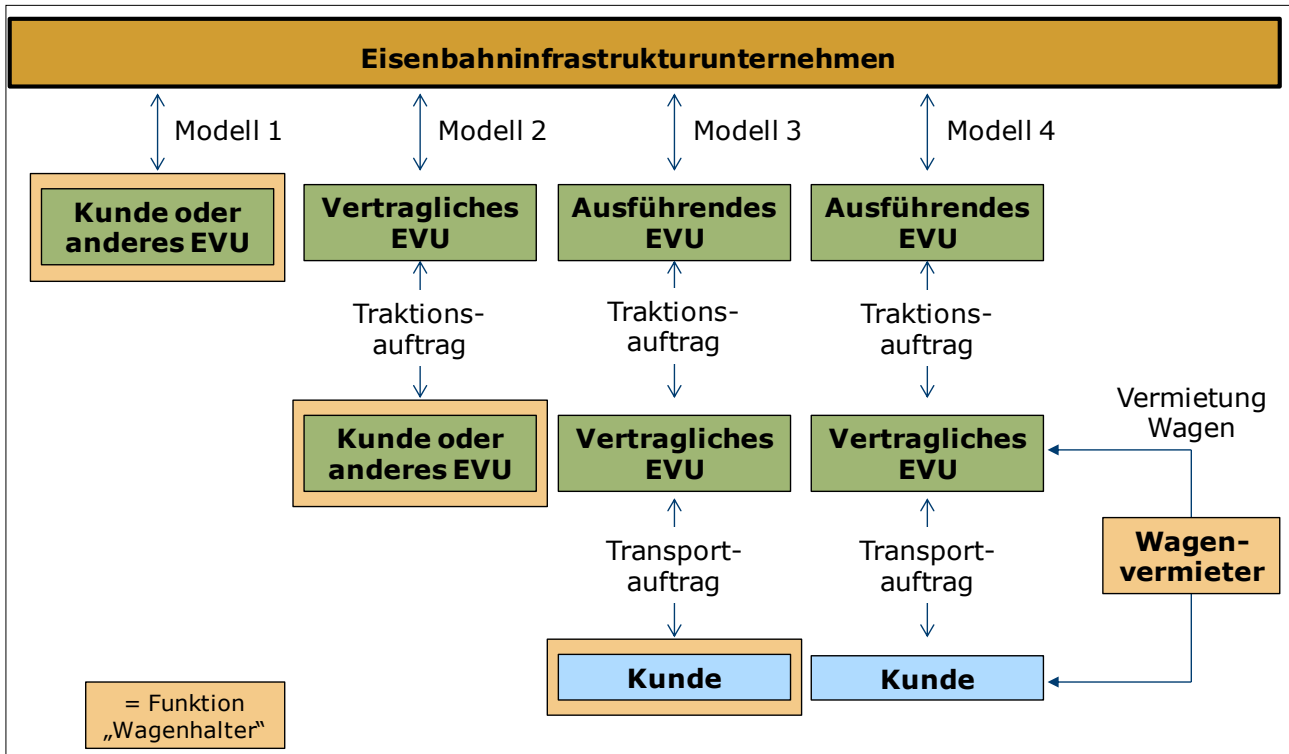 Eisenbahninfrastrukturunternehmen
Modell 1
Modell 2
Modell 3
Modell 4
Kunde oder
anderes EVU
Vertragliches
EVU
Ausführendes
EVU
Ausführendes
EVU
Traktions-
auftrag
Traktions-
auftrag
Traktions-
auftrag
Vermietung
Wagen
Kunde oder
anderes EVU
Vertragliches
EVU
Vertragliches
EVU
Transport-
auftrag
Transport-
auftrag
Wagen-
vermieter
Kunde
Kunde
= Funktion
„Wagenhalter“